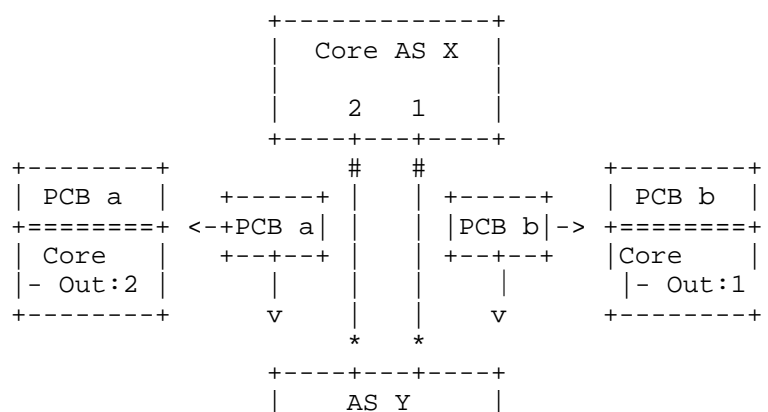 +--------------+
                    |  Core AS X   |
                    |              |
                    |    2   1     |
                    +----+---+-----+
+--------+               #   #            +--------+
| PCB a  |    +-----+    |   | +-----+    | PCB b  |
+========+ <-+PCB a|     |   | |PCB b|->  +========+
| Core   |    +--+--+    |   | +--+--+    |Core    |
|- Out:2 |       |       |   |    |       |- Out:1 |
+--------+       v       |   |    v       +--------+
                         *   *
                    +----+---+-----+
                    |    AS Y      |